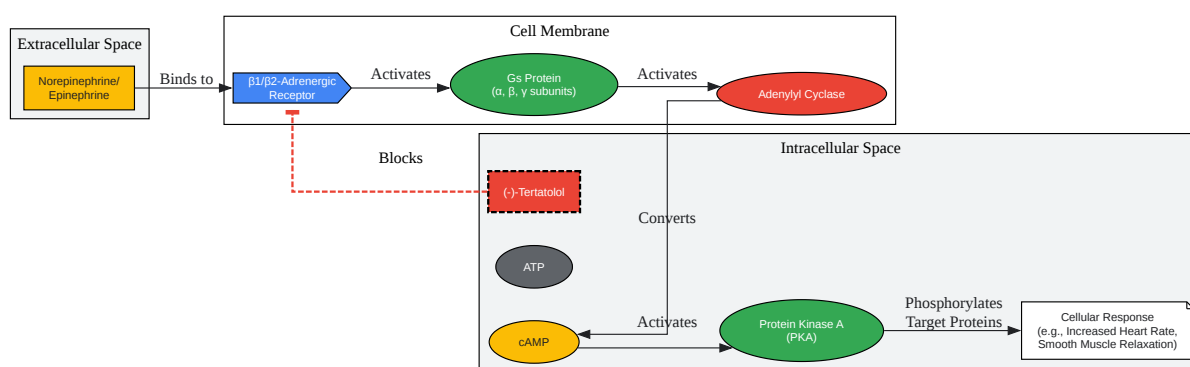 Cell Membrane
Extracellular Space
Norepinephrine/
Epinephrine
Binds to
β1/β2-Adrenergic
Receptor
Activates
Gs Protein
(α, β, γ subunits)
Activates
Adenylyl Cyclase
Blocks
Intracellular Space
(-)-Tertatolol
Converts
ATP
cAMP
Activates
Protein Kinase A
(PKA)
Phosphorylates
Target Proteins
Cellular Response
(e.g., Increased Heart Rate,
Smooth Muscle Relaxation)